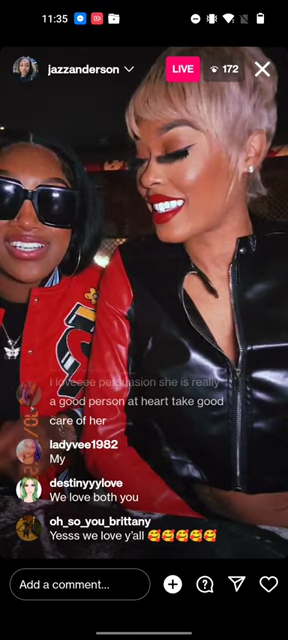 11:35
jazzanderson
LIVE
172
I loveeee persuasion she is really
a good person at heart take good
care of her
ladyvee1982
My
destinyyylove
We love both you
oh_so_you_brittany
Yesss we love y'all 🥰🥰🥰🥰🥰
Add a comment...